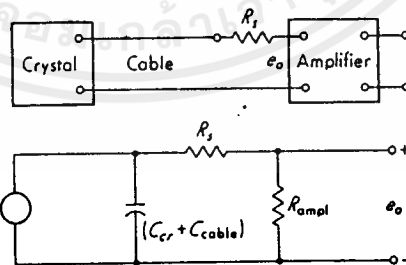 R_s
Crystal Cable e_o Amplifier
R_s
(C_cr + C_cable) R_ampl e_o
+
−